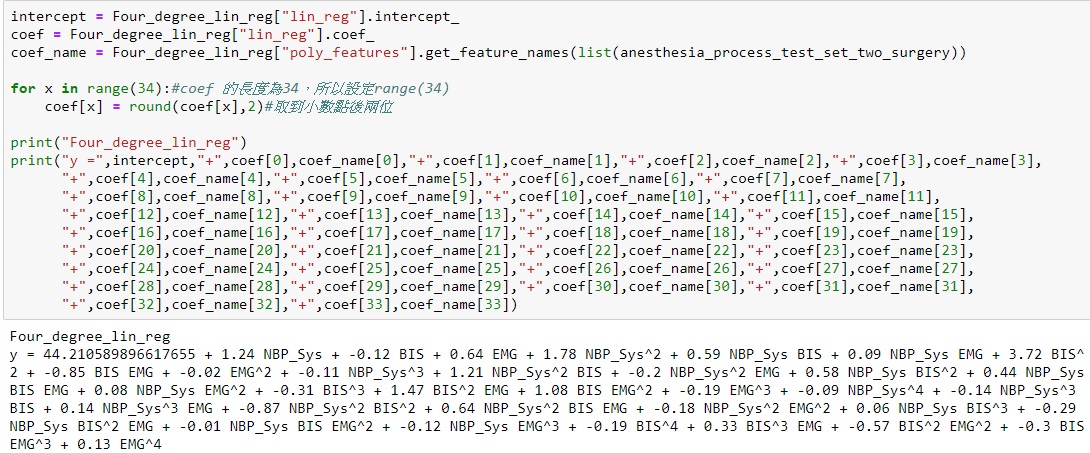 intercept = Four_degree_lin_reg["lin_reg"].intercept_
coef = Four_degree_lin_reg["lin_reg"].coef_
coef_name = Four_degree_lin_reg["poly_features"].get_feature_names(list(anesthesia_process_test_set_two_surgery))
for x in range(34):#coef 的長度為34，所以設定range(34)
    coef[x] = round(coef[x],2)#取到小數點後兩位
print("Four_degree_lin_reg")
print("y =",intercept,"+",coef[0],coef_name[0],"+",coef[1],coef_name[1],"+",coef[2],coef_name[2],"+",coef[3],coef_name[3],
      "+",coef[4],coef_name[4],"+",coef[5],coef_name[5],"+",coef[6],coef_name[6],"+",coef[7],coef_name[7],
      "+",coef[8],coef_name[8],"+",coef[9],coef_name[9],"+",coef[10],coef_name[10],"+",coef[11],coef_name[11],
      "+",coef[12],coef_name[12],"+",coef[13],coef_name[13],"+",coef[14],coef_name[14],"+",coef[15],coef_name[15],
      "+",coef[16],coef_name[16],"+",coef[17],coef_name[17],"+",coef[18],coef_name[18],"+",coef[19],coef_name[19],
      "+",coef[20],coef_name[20],"+",coef[21],coef_name[21],"+",coef[22],coef_name[22],"+",coef[23],coef_name[23],
      "+",coef[24],coef_name[24],"+",coef[25],coef_name[25],"+",coef[26],coef_name[26],"+",coef[27],coef_name[27],
      "+",coef[28],coef_name[28],"+",coef[29],coef_name[29],"+",coef[30],coef_name[30],"+",coef[31],coef_name[31],
      "+",coef[32],coef_name[32],"+",coef[33],coef_name[33])
Four_degree_lin_reg
y = 44.210589896617655 + 1.24 NBP_Sys + -0.12 BIS + 0.64 EMG + 1.78 NBP_Sys^2 + 0.59 NBP_Sys BIS + 0.09 NBP_Sys EMG + 3.72 BIS^
2 + -0.85 BIS EMG + -0.02 EMG^2 + -0.11 NBP_Sys^3 + 1.21 NBP_Sys^2 BIS + -0.2 NBP_Sys^2 EMG + 0.58 NBP_Sys BIS^2 + 0.44 NBP_Sys
BIS EMG + 0.08 NBP_Sys EMG^2 + -0.31 BIS^3 + 1.47 BIS^2 EMG + 1.08 BIS EMG^2 + -0.19 EMG^3 + -0.09 NBP_Sys^4 + -0.14 NBP_Sys^3
BIS + 0.14 NBP_Sys^3 EMG + -0.87 NBP_Sys^2 BIS^2 + 0.64 NBP_Sys^2 BIS EMG + -0.18 NBP_Sys^2 EMG^2 + 0.06 NBP_Sys BIS^3 + -0.29
NBP_Sys BIS^2 EMG + -0.01 NBP_Sys BIS EMG^2 + -0.12 NBP_Sys EMG^3 + -0.19 BIS^4 + 0.33 BIS^3 EMG + -0.57 BIS^2 EMG^2 + -0.3 BIS
EMG^3 + 0.13 EMG^4